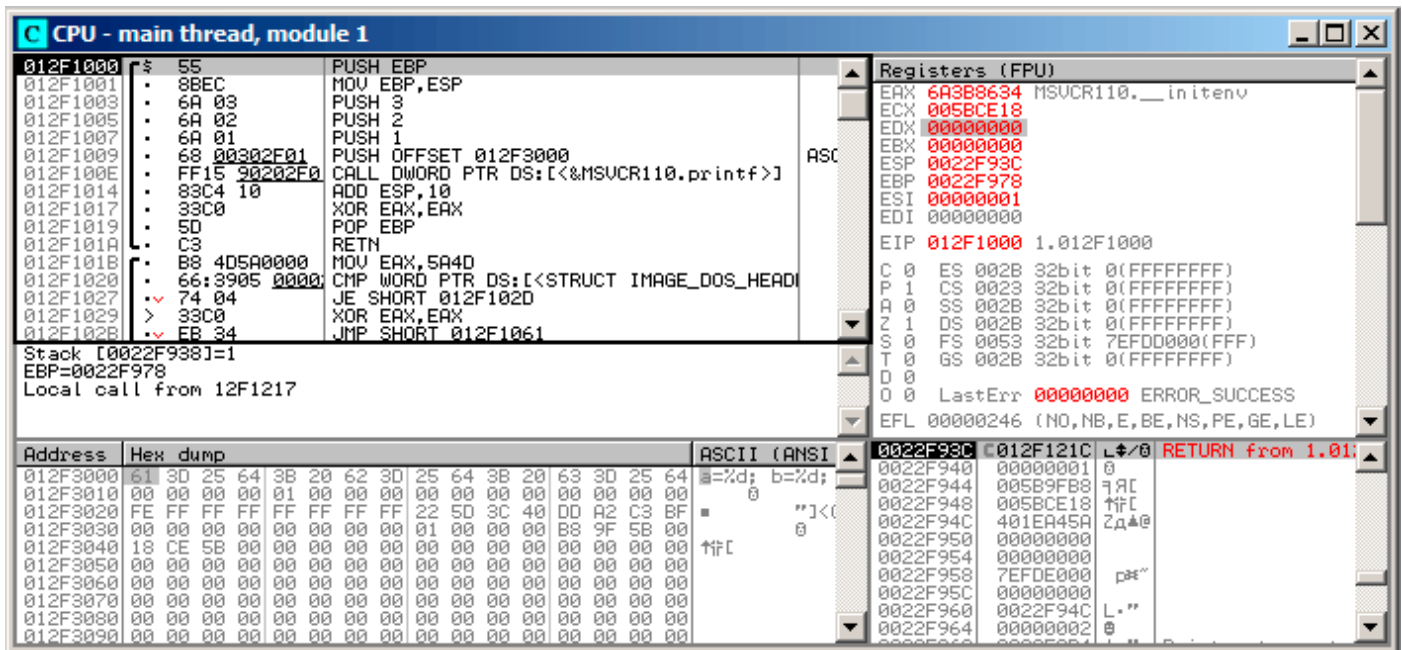 C CPU - main thread, module 1
012F1000 $ 55 PUSH EBP
012F1001 · 8BEC MOV EBP,ESP
012F1003 · 6A 03 PUSH 3
012F1005 · 6A 02 PUSH 2
012F1007 · 6A 01 PUSH 1
012F1009 · 68 00302F01 PUSH OFFSET 012F3000 ASC
012F100E · FF15 90202F0 CALL DWORD PTR DS:[<&MSVCR110.printf>]
012F1014 · 83C4 10 ADD ESP,10
012F1017 · 33C0 XOR EAX,EAX
012F1019 · 5D POP EBP
012F101A · C3 RETN
012F101B · B8 4D5A0000 MOV EAX,5A4D
012F1020 · 66:3905 0000 CMP WORD PTR DS:[<STRUCT IMAGE_DOS_HEAD
012F1027 · 74 04 JE SHORT 012F102D
012F1029 > 33C0 XOR EAX,EAX
012F102B · EB 34 JMP SHORT 012F1061
Stack [0022F938]=1
EBP=0022F978
Local call from 12F1217
Registers (FPU)
EAX 6A3B8634 MSVCR110.__initenv
ECX 005BCE18
EDX 00000000
EBX 00000000
ESP 0022F93C
EBP 0022F978
ESI 00000001
EDI 00000000
EIP 012F1000 1.012F1000
C 0 ES 002B 32bit 0(FFFFFFFF)
P 1 CS 0023 32bit 0(FFFFFFFF)
A 0 SS 002B 32bit 0(FFFFFFFF)
Z 1 DS 002B 32bit 0(FFFFFFFF)
S 0 FS 0053 32bit 7EFDD000(FFF)
T 0 GS 002B 32bit 0(FFFFFFFF)
D 0
O 0 LastErr 00000000 ERROR_SUCCESS
EFL 00000246 (NO,NB,E,BE,NS,PE,GE,LE)
Address Hex dump ASCII (ANSI
012F3000 61 3D 25 64 3B 20 62 3D 25 64 3B 20 63 3D 25 64 a=%d; b=%d;
012F3010 00 00 00 00 01 00 00 00 00 00 00 00 00 00 00 00
012F3020 FE FF FF FF FF FF FF FF 22 5D 3C 40 DD A2 C3 BF "]<
012F3030 00 00 00 00 00 00 00 00 01 00 00 00 B8 9F 5B 00
012F3040 18 CE 5B 00 00 00 00 00 00 00 00 00 00 00 00 00
012F3050 00 00 00 00 00 00 00 00 00 00 00 00 00 00 00 00
012F3060 00 00 00 00 00 00 00 00 00 00 00 00 00 00 00 00
012F3070 00 00 00 00 00 00 00 00 00 00 00 00 00 00 00 00
012F3080 00 00 00 00 00 00 00 00 00 00 00 00 00 00 00 00
012F3090 00 00 00 00 00 00 00 00 00 00 00 00 00 00 00 00
0022F93C 012F121C RETURN from 1.01
0022F940 00000001
0022F944 005B9FB8 ╕Я[
0022F948 005BCE18
0022F94C 401EA45A
0022F950 00000000
0022F954 00000000
0022F958 7EFDE000
0022F95C 00000000
0022F960 0022F94C
0022F964 00000002